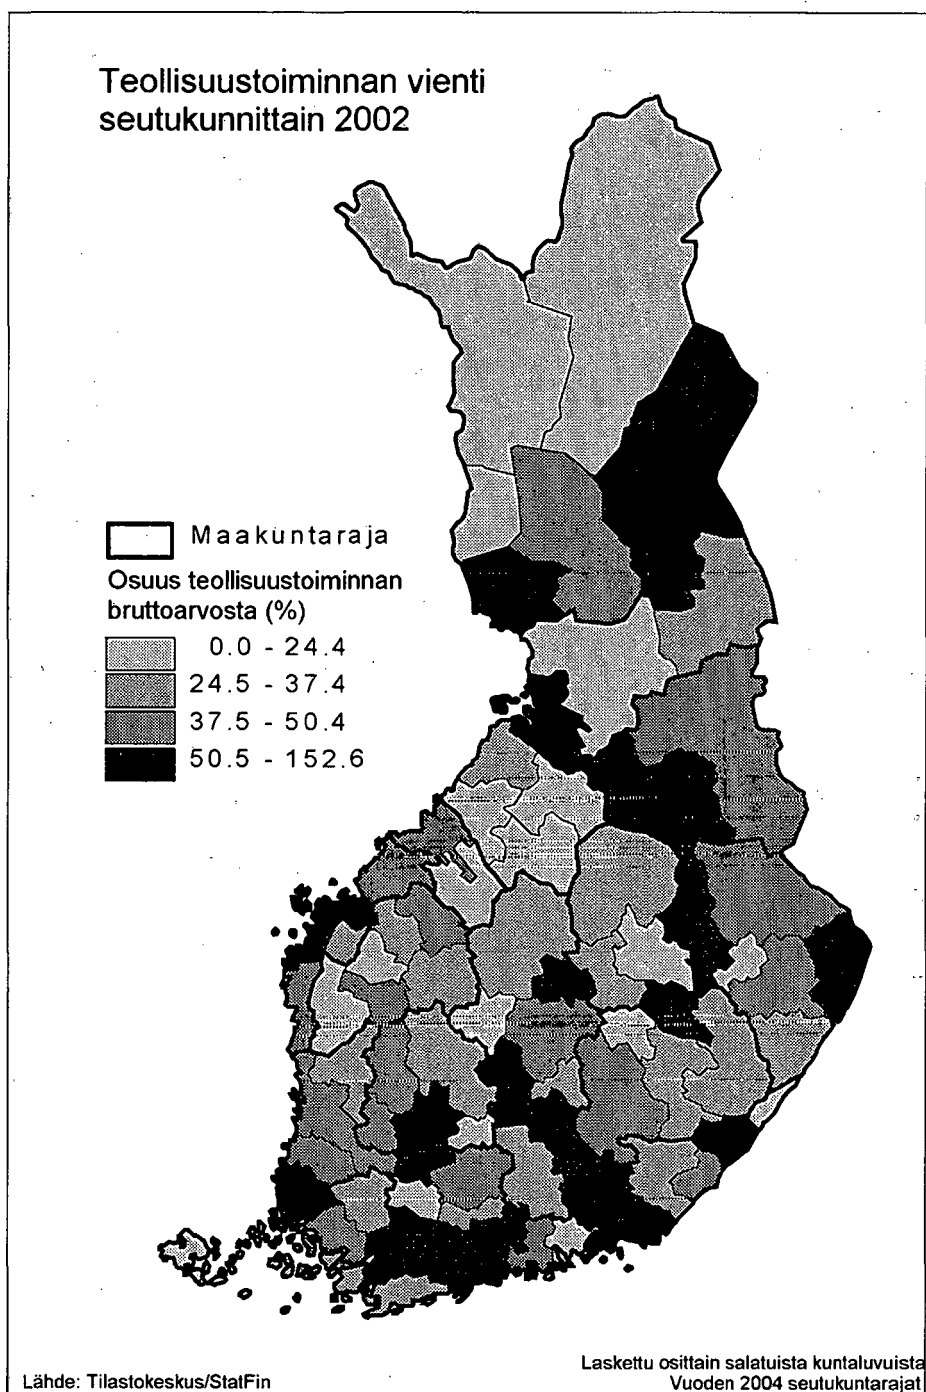 Teollisuustoiminnan vienti
seutukunnittain 2002
Maakuntaraja
Osuus teollisuustoiminnan
bruttoarvosta (%)
0.0 - 24.4
24.5 - 37.4
37.5 - 50.4
50.5 - 152.6
Laskettu osittain salatuista kuntaluvuista
Lähde: Tilastokeskus/StatFin
Vuoden 2004 seutukuntarajat